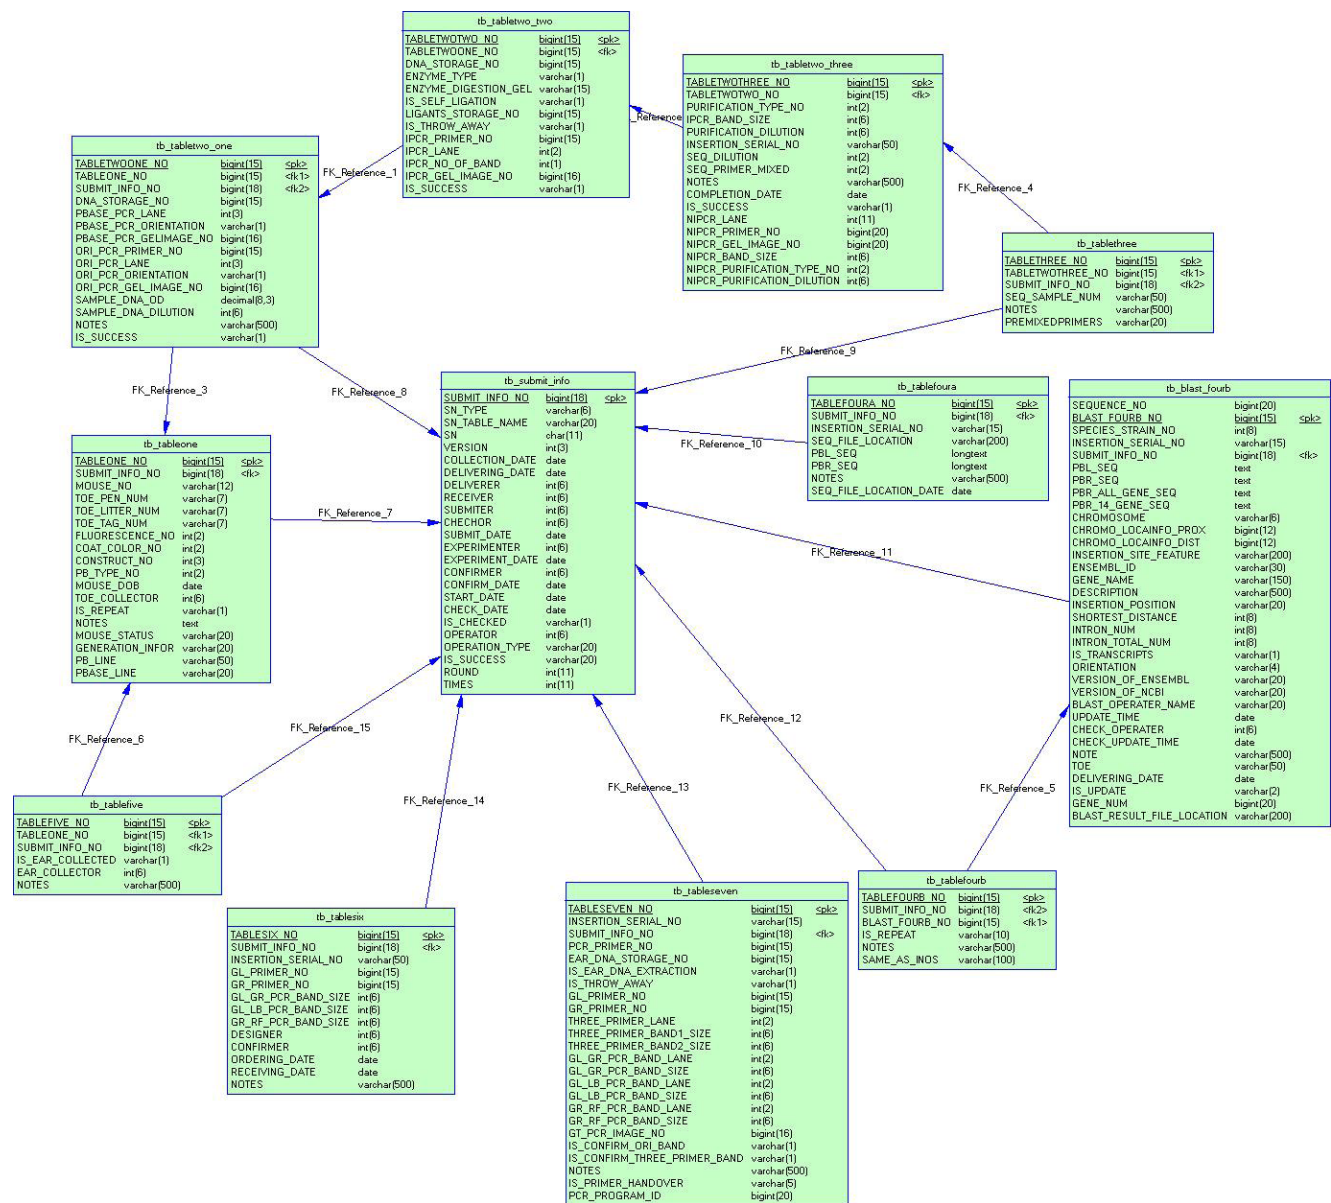 tb_tabletwo_two
TABLETWOTWO_NO bigint(15) <pk>
TABLETWOONE_NO bigint(15) <fk>
DNA_STORAGE_NO bigint(15)
ENZYME_TYPE varchar(1)
ENZYME_DIGESTION_GEL varchar(15)
IS_SELF_LIGATION varchar(1)
LIGANTS_STORAGE_NO bigint(15)
IS_THROW_AWAY varchar(1)
IPCR_PRIMER_NO bigint(15)
IPCR_LANE int(2)
IPCR_NO_OF_BAND int(1)
IPCR_GEL_IMAGE_NO bigint(16)
IS_SUCCESS varchar(1)
tb_tabletwo_three
TABLETWOTHREE_NO bigint(15) <pk>
TABLETWOTWO_NO bigint(15) <fk>
PURIFICATION_TYPE_NO int(2)
IPCR_BAND_SIZE int(6)
PURIFICATION_DILUTION int(6)
INSERTION_SERIAL_NO varchar(50)
SEQ_DILUTION int(2)
SEQ_PRIMER_MIXED int(2)
NOTES varchar(500)
COMPLETION_DATE date
IS_SUCCESS varchar(1)
NIPCR_LANE int(11)
NIPCR_PRIMER_NO bigint(20)
NIPCR_GEL_IMAGE_NO bigint(20)
NIPCR_BAND_SIZE int(6)
NIPCR_PURIFICATION_TYPE_NO int(2)
NIPCR_PURIFICATION_DILUTION int(6)
_Reference
FK_Reference_1
FK_Reference_4
tb_tabletwo_one
TABLETWOONE_NO bigint(15) <pk>
TABLEONE_NO bigint(15) <fk1>
SUBMIT_INFO_NO bigint(18) <fk2>
DNA_STORAGE_NO bigint(15)
PBASE_PCR_LANE int(3)
PBASE_PCR_ORIENTATION varchar(1)
PBASE_PCR_GELIMAGE_NO bigint(16)
ORI_PCR_PRIMER_NO bigint(15)
ORI_PCR_LANE int(3)
ORI_PCR_ORIENTATION varchar(1)
ORI_PCR_GEL_IMAGE_NO bigint(16)
SAMPLE_DNA_OD decimal(8,3)
SAMPLE_DNA_DILUTION int(6)
NOTES varchar(500)
IS_SUCCESS varchar(1)
tb_tablethree
TABLETHREE_NO bigint(15) <pk>
TABLETWOTHREE_NO bigint(15) <fk1>
SUBMIT_INFO_NO bigint(18) <fk2>
SEQ_SAMPLE_NUM varchar(50)
NOTES varchar(500)
PREMIXEDPRIMERS varchar(20)
FK_Reference_9
FK_Reference_3
FK_Reference_8
tb_submit_info
SUBMIT_INFO_NO bigint(18) <pk>
SN_TYPE varchar(6)
SN_TABLE_NAME varchar(20)
SN char(11)
VERSION int(3)
COLLECTION_DATE date
DELIVERING_DATE date
DELIVERER int(6)
RECEIVER int(6)
SUBMITER int(6)
CHECHOR int(6)
SUBMIT_DATE date
EXPERIMENTER int(6)
EXPERIMENT_DATE date
CONFIRMER int(6)
CONFIRM_DATE date
START_DATE date
CHECK_DATE date
IS_CHECKED varchar(1)
OPERATOR int(6)
OPERATION_TYPE varchar(20)
IS_SUCCESS varchar(20)
ROUND int(11)
TIMES int(11)
tb_tablefoura
TABLEFOURA_NO bigint(15) <pk>
SUBMIT_INFO_NO bigint(18) <fk>
INSERTION_SERIAL_NO varchar(15)
SEQ_FILE_LOCATION varchar(200)
PBL_SEQ longtext
PBR_SEQ longtext
NOTES varchar(500)
SEQ_FILE_LOCATION_DATE date
FK_Reference_10
tb_blast_fourb
SEQUENCE_NO bigint(20)
BLAST_FOURB_NO bigint(15) <pk>
SPECIES_STRAIN_NO int(8)
INSERTION_SERIAL_NO varchar(15)
SUBMIT_INFO_NO bigint(18) <fk>
PBL_SEQ text
PBR_SEQ text
PBR_ALL_GENE_SEQ text
PBR_14_GENE_SEQ text
CHROMOSOME varchar(6)
CHROMO_LOCAINFO_PROX bigint(12)
CHROMO_LOCAINFO_DIST bigint(12)
INSERTION_SITE_FEATURE varchar(200)
ENSEMBL_ID varchar(30)
GENE_NAME varchar(150)
DESCRIPTION varchar(500)
INSERTION_POSITION varchar(20)
SHORTEST_DISTANCE int(8)
INTRON_NUM int(8)
INTRON_TOTAL_NUM int(8)
IS_TRANSCRIPTS varchar(1)
ORIENTATION varchar(4)
VERSION_OF_ENSEMBL varchar(20)
VERSION_OF_NCBI varchar(20)
BLAST_OPERATER_NAME varchar(20)
UPDATE_TIME date
CHECK_OPERATER int(6)
CHECK_UPDATE_TIME date
NOTE varchar(500)
TOE varchar(50)
DELIVERING_DATE date
IS_UPDATE varchar(2)
GENE_NUM bigint(20)
BLAST_RESULT_FILE_LOCATION varchar(200)
tb_tableone
TABLEONE_NO bigint(15) <pk>
SUBMIT_INFO_NO bigint(18) <fk>
MOUSE_NO varchar(12)
TOE_PEN_NUM varchar(7)
TOE_LITTER_NUM varchar(7)
TOE_TAG_NUM varchar(7)
FLUORESCENCE_NO int(2)
COAT_COLOR_NO int(2)
CONSTRUCT_NO int(3)
PB_TYPE_NO int(2)
MOUSE_DOB date
TOE_COLLECTOR int(6)
IS_REPEAT varchar(1)
NOTES text
MOUSE_STATUS varchar(20)
GENERATION_INFOR varchar(20)
PB_LINE varchar(50)
PBASE_LINE varchar(20)
FK_Reference_7
FK_Reference_11
FK_Reference_12
FK_Reference_15
FK_Reference_6
FK_Reference_14
FK_Reference_13
FK_Reference_5
tb_tablefive
TABLEFIVE_NO bigint(15) <pk>
TABLEONE_NO bigint(15) <fk1>
SUBMIT_INFO_NO bigint(18) <fk2>
IS_EAR_COLLECTED varchar(1)
EAR_COLLECTOR int(6)
NOTES varchar(500)
tb_tablesix
TABLESIX_NO bigint(15) <pk>
SUBMIT_INFO_NO bigint(18) <fk>
INSERTION_SERIAL_NO varchar(50)
GL_PRIMER_NO bigint(15)
GR_PRIMER_NO bigint(15)
GL_GR_PCR_BAND_SIZE int(6)
GL_LB_PCR_BAND_SIZE int(6)
GR_RF_PCR_BAND_SIZE int(6)
DESIGNER int(6)
CONFIRMER int(6)
ORDERING_DATE date
RECEIVING_DATE date
NOTES varchar(500)
tb_tableseven
TABLESEVEN_NO bigint(15) <pk>
INSERTION_SERIAL_NO varchar(15)
SUBMIT_INFO_NO bigint(18) <fk>
PCR_PRIMER_NO bigint(15)
EAR_DNA_STORAGE_NO bigint(15)
IS_EAR_DNA_EXTRACTION varchar(1)
IS_THROW_AWAY varchar(1)
GL_PRIMER_NO bigint(15)
GR_PRIMER_NO bigint(15)
THREE_PRIMER_LANE int(2)
THREE_PRIMER_BAND1_SIZE int(6)
THREE_PRIMER_BAND2_SIZE int(6)
GL_GR_PCR_BAND_LANE int(2)
GL_GR_PCR_BAND_SIZE int(6)
GL_LB_PCR_BAND_LANE int(2)
GL_LB_PCR_BAND_SIZE int(6)
GR_RF_PCR_BAND_LANE int(2)
GR_RF_PCR_BAND_SIZE int(6)
GT_PCR_IMAGE_NO bigint(16)
IS_CONFIRM_ORI_BAND varchar(1)
IS_CONFIRM_THREE_PRIMER_BAND varchar(1)
NOTES varchar(500)
IS_PRIMER_HANDOVER varchar(5)
PCR_PROGRAM_ID bigint(20)
tb_tablefourb
TABLEFOURB_NO bigint(15) <pk>
SUBMIT_INFO_NO bigint(18) <fk2>
BLAST_FOURB_NO bigint(15) <fk1>
IS_REPEAT varchar(10)
NOTES varchar(500)
SAME_AS_INOS varchar(100)